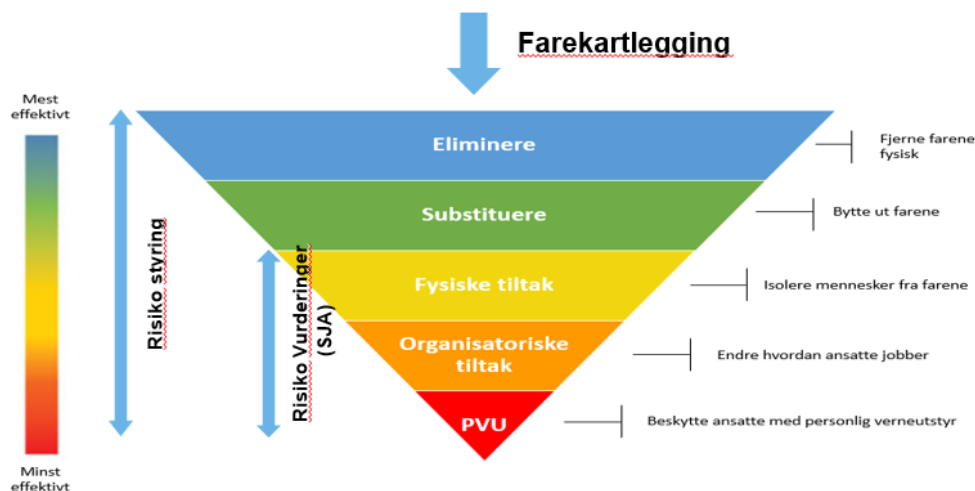 Farekartlegging
Mest
effektivt
Eliminere
Fjerne farene
fysisk
Substituere
Bytte ut farene
Risiko styring
Risiko Vurderinger
(SJA)
Fysiske tiltak
Isolere mennesker fra farene
Organisatoriske
tiltak
Endre hvordan ansatte jobber
PVU
Beskytte ansatte med personlig verneutstyr
Minst
effektivt